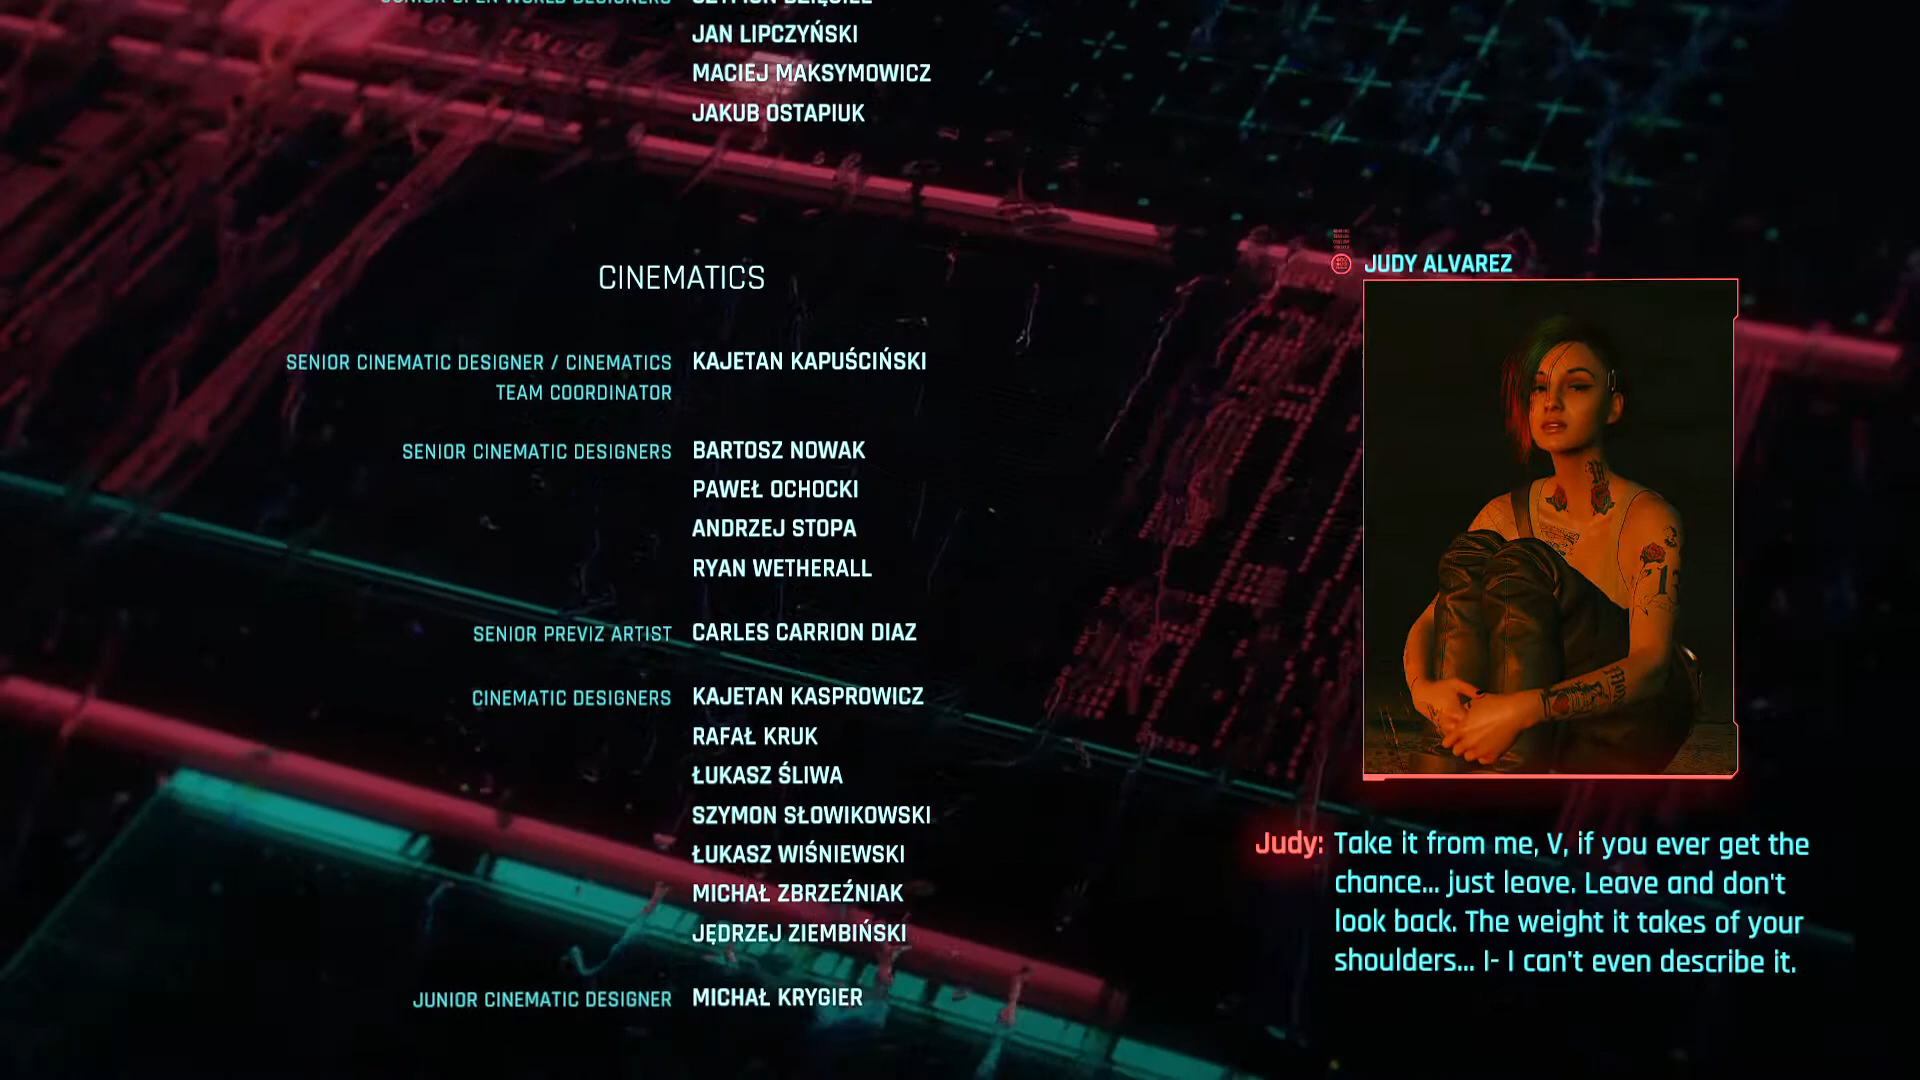 JAN LIPCZYŃSKI
MACIEJ MAKSYMOWICZ
JAKUB OSTAPIUK
CINEMATICS
SENIOR CINEMATIC DESIGNER / CINEMATICS KAJETAN KAPUŚCIŃSKI
TEAM COORDINATOR
SENIOR CINEMATIC DESIGNERS BARTOSZ NOWAK
PAWEŁ OCHOCKI
ANDRZEJ STOPA
RYAN WETHERALL
SENIOR PREVIZ ARTIST CARLES CARRION DIAZ
CINEMATIC DESIGNERS KAJETAN KASPROWICZ
RAFAŁ KRUK
ŁUKASZ ŚLIWA
SZYMON SŁOWIKOWSKI
ŁUKASZ WIŚNIEWSKI
MICHAŁ ZBRZEŹNIAK
JĘDRZEJ ZIEMBIŃSKI
JUNIOR CINEMATIC DESIGNER MICHAŁ KRYGIER
JUDY ALVAREZ
13
Judy: Take it from me, V, if you ever get the
chance... just leave. Leave and don't
look back. The weight it takes of your
shoulders... I- I can't even describe it.